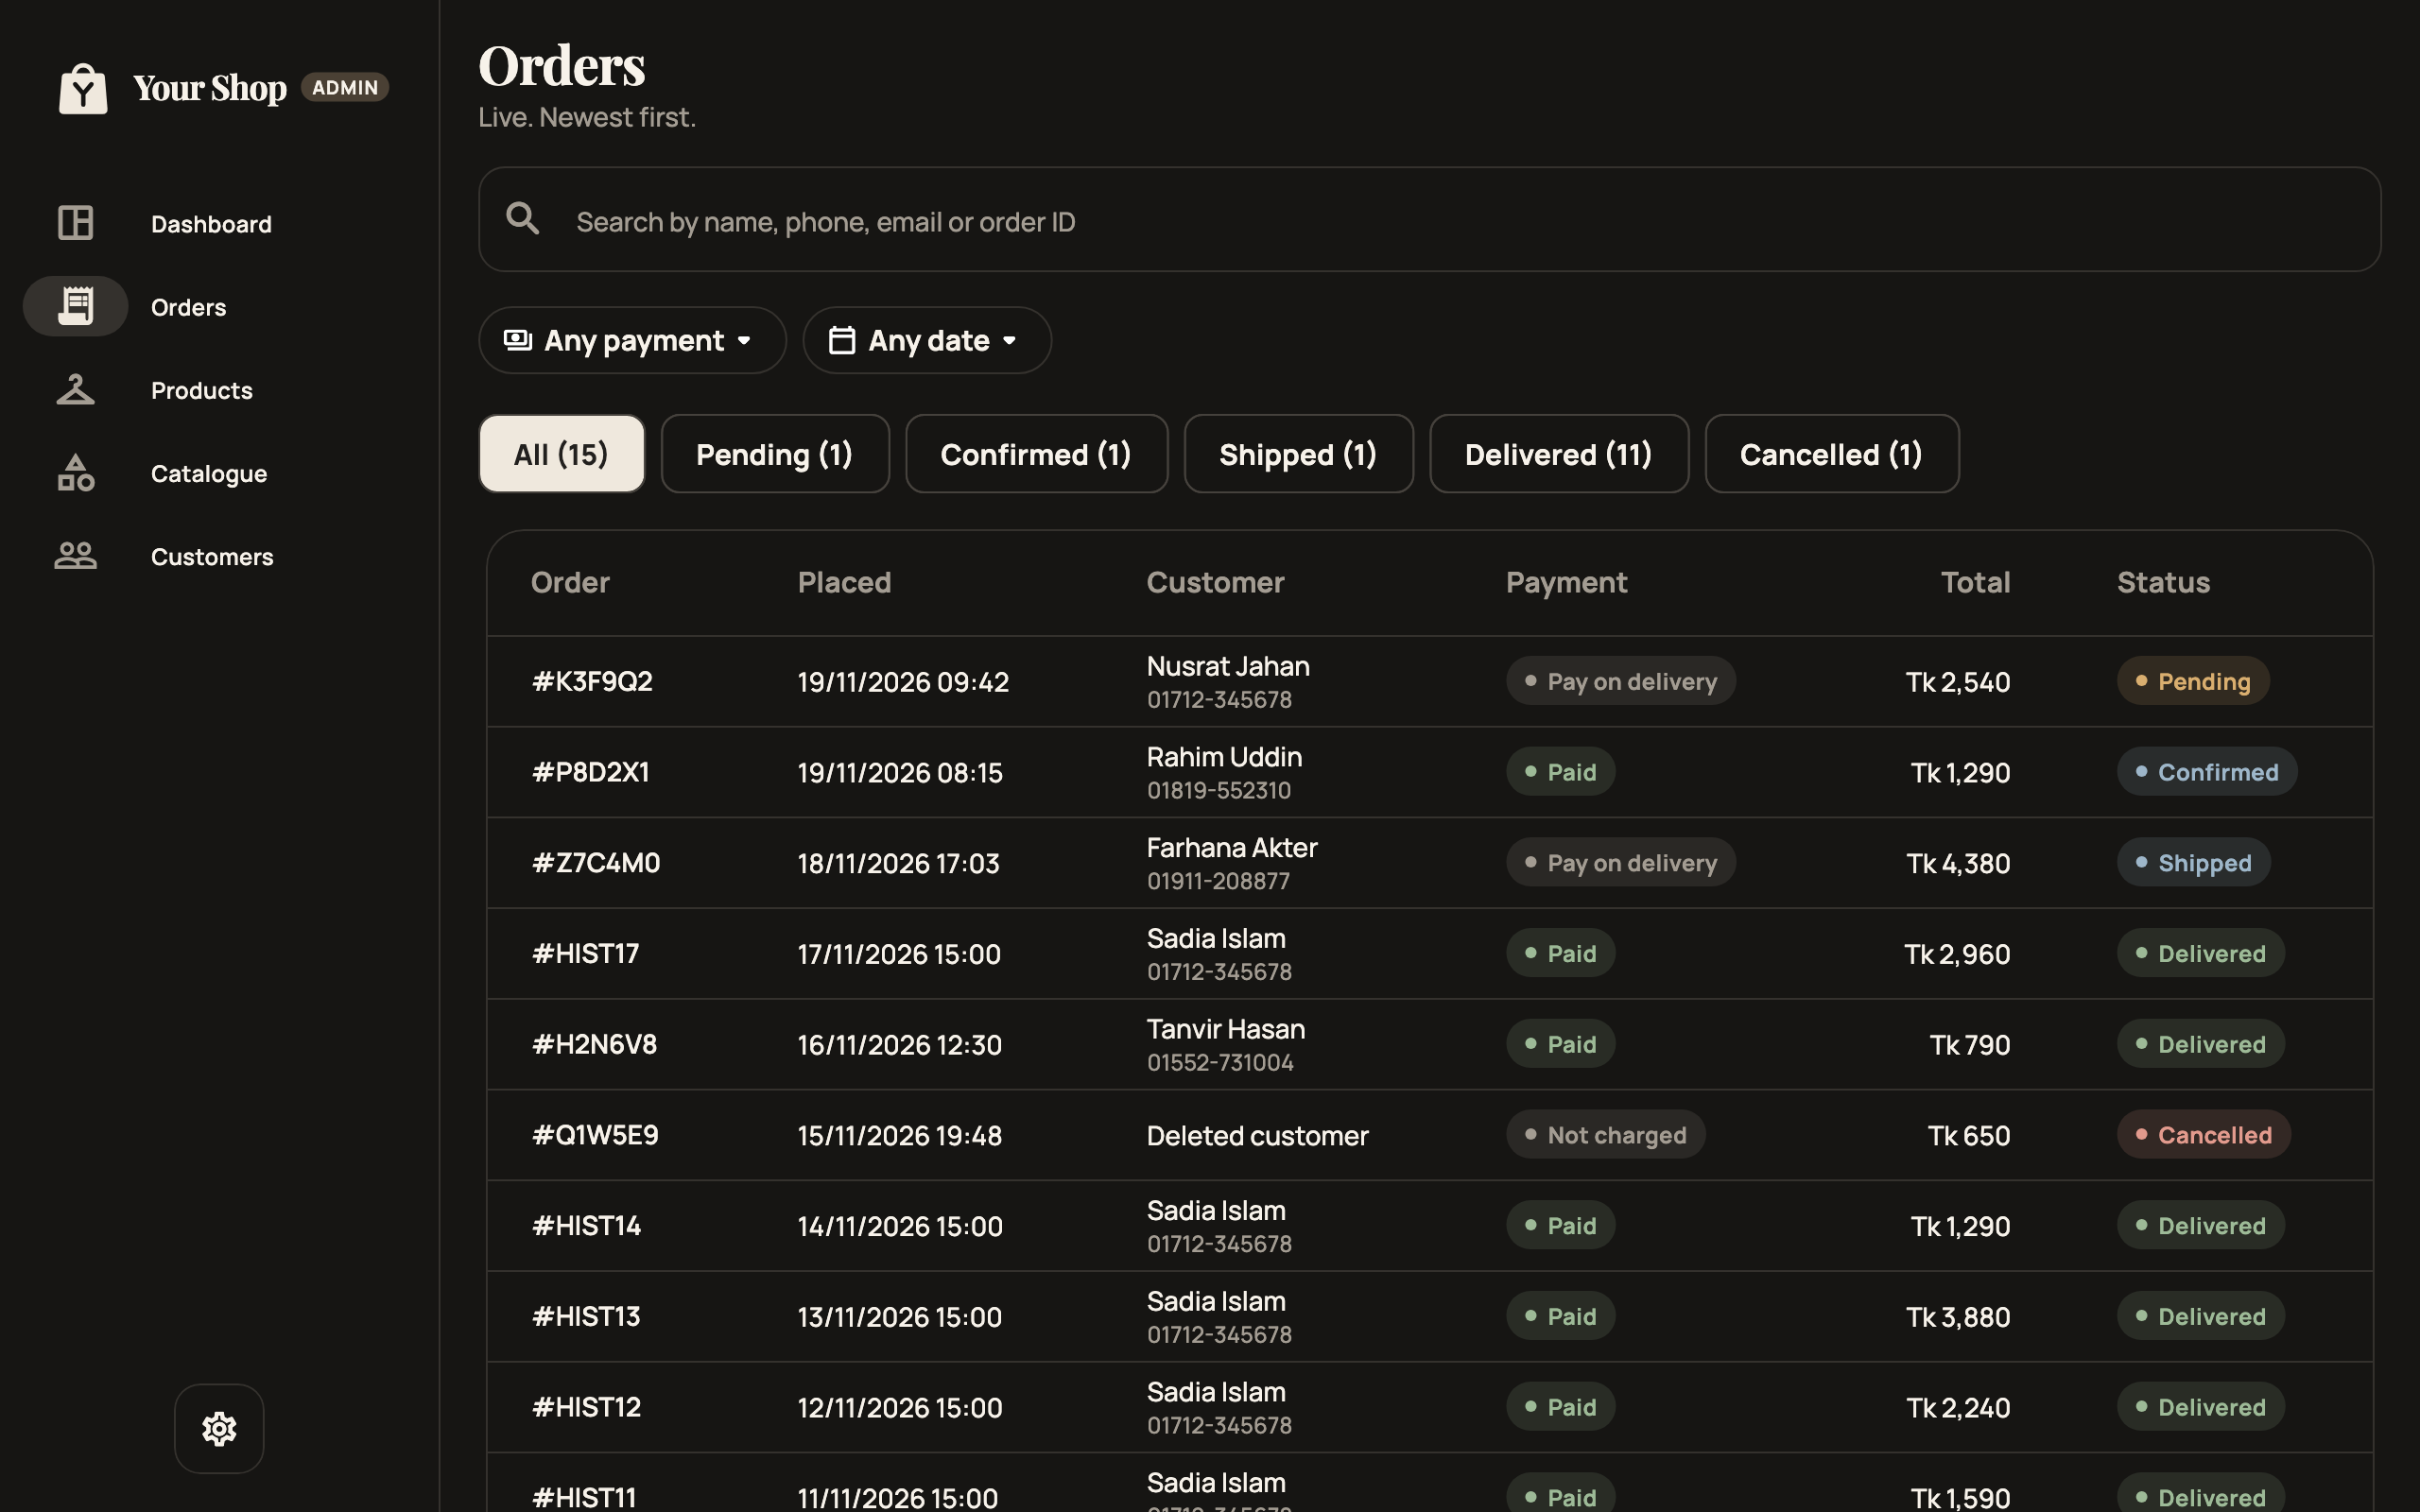 Your Shop ADMIN
Dashboard
Orders
Products
Catalogue
Customers
Orders
Live. Newest first.
Search by name, phone, email or order ID
Any payment Any date
All (15) Pending (1) Confirmed (1) Shipped (1) Delivered (11) Cancelled (1)
Order Placed Customer Payment Total Status
#K3F9Q2 19/11/2026 09:42 Nusrat Jahan Pay on delivery Tk 2,540 Pending
01712-345678
#P8D2X1 19/11/2026 08:15 Rahim Uddin Paid Tk 1,290 Confirmed
01819-552310
#Z7C4M0 18/11/2026 17:03 Farhana Akter Pay on delivery Tk 4,380 Shipped
01911-208877
#HIST17 17/11/2026 15:00 Sadia Islam Paid Tk 2,960 Delivered
01712-345678
#H2N6V8 16/11/2026 12:30 Tanvir Hasan Paid Tk 790 Delivered
01552-731004
#Q1W5E9 15/11/2026 19:48 Deleted customer Not charged Tk 650 Cancelled
#HIST14 14/11/2026 15:00 Sadia Islam Paid Tk 1,290 Delivered
01712-345678
#HIST13 13/11/2026 15:00 Sadia Islam Paid Tk 3,880 Delivered
01712-345678
#HIST12 12/11/2026 15:00 Sadia Islam Paid Tk 2,240 Delivered
01712-345678
#HIST11 11/11/2026 15:00 Sadia Islam Paid Tk 1,590 Delivered